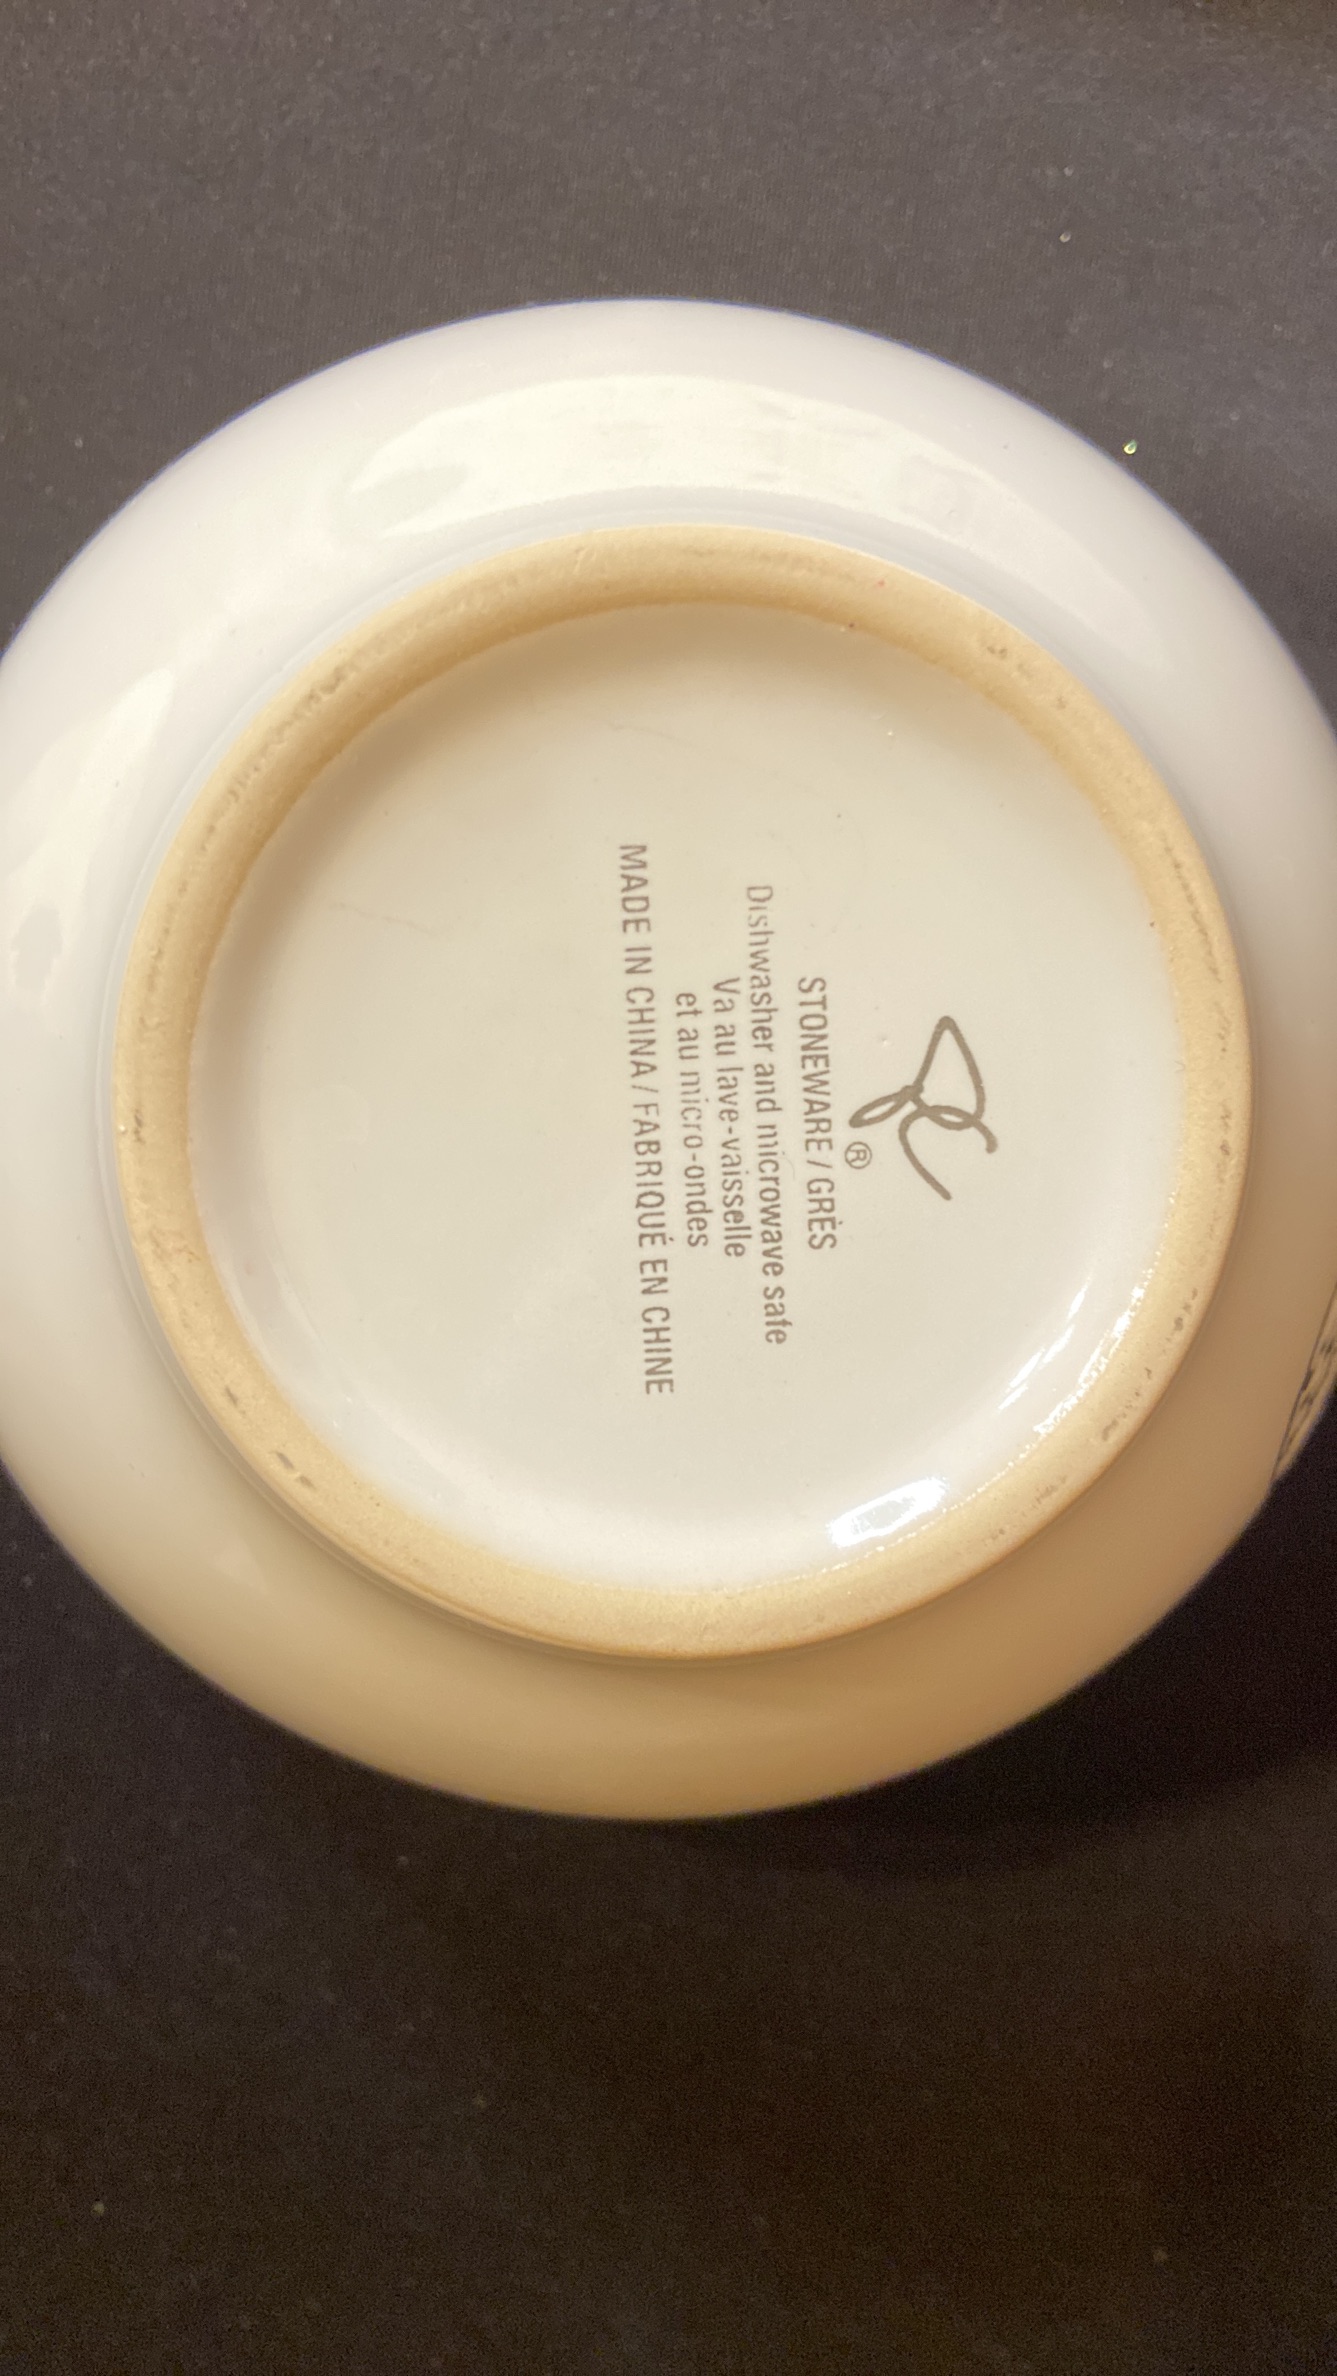 ®
STONEWARE / GRÈS
Dishwasher and microwave safe
Va au lave-vaisselle
et au micro-ondes
MADE IN CHINA / FABRIQUÉ EN CHINE